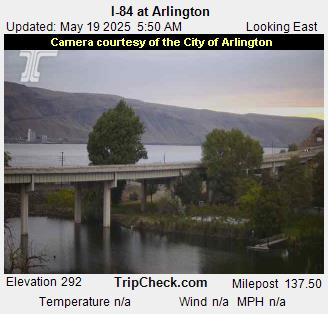 I-84 at Arlington
Updated: May 19 2025 5:50 AM Looking East
Camera courtesy of the City of Arlington
Elevation 292 TripCheck.com Milepost 137.50
Temperature n/a Wind n/a MPH n/a